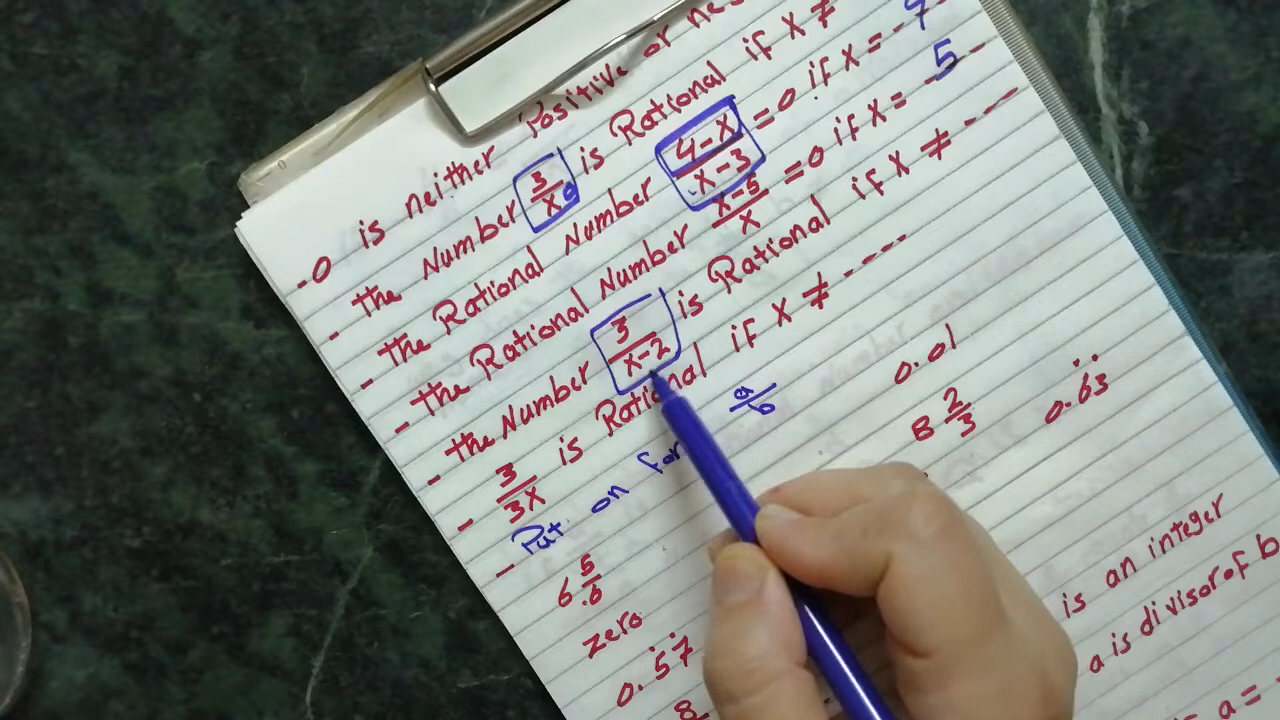 . 0 is neither Positive or ne
- the Number 3/x is Rational if x ≠
- the Rational Number 4-x/x-3 = 0 if x = 4
- the Rational Number x-5/x = 0 if x = 5
- the Number 3/x-2 is Rational if x ≠ ----
- 3/3x is Rational if x ≠ ----
- Put on for a/b
6 5/6 8 2/3 0.01
zero 0.63
0.57 is an integer
8 a is divisor of b
a =